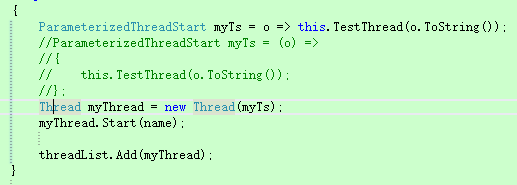 {
ParameterizedThreadStart myTs = o => this.TestThread(o.ToString());
//ParameterizedThreadStart myTs = (o) =>
//{
//    this.TestThread(o.ToString());
//};
Thread myThread = new Thread(myTs);
myThread.Start(name);
threadList.Add(myThread);
}